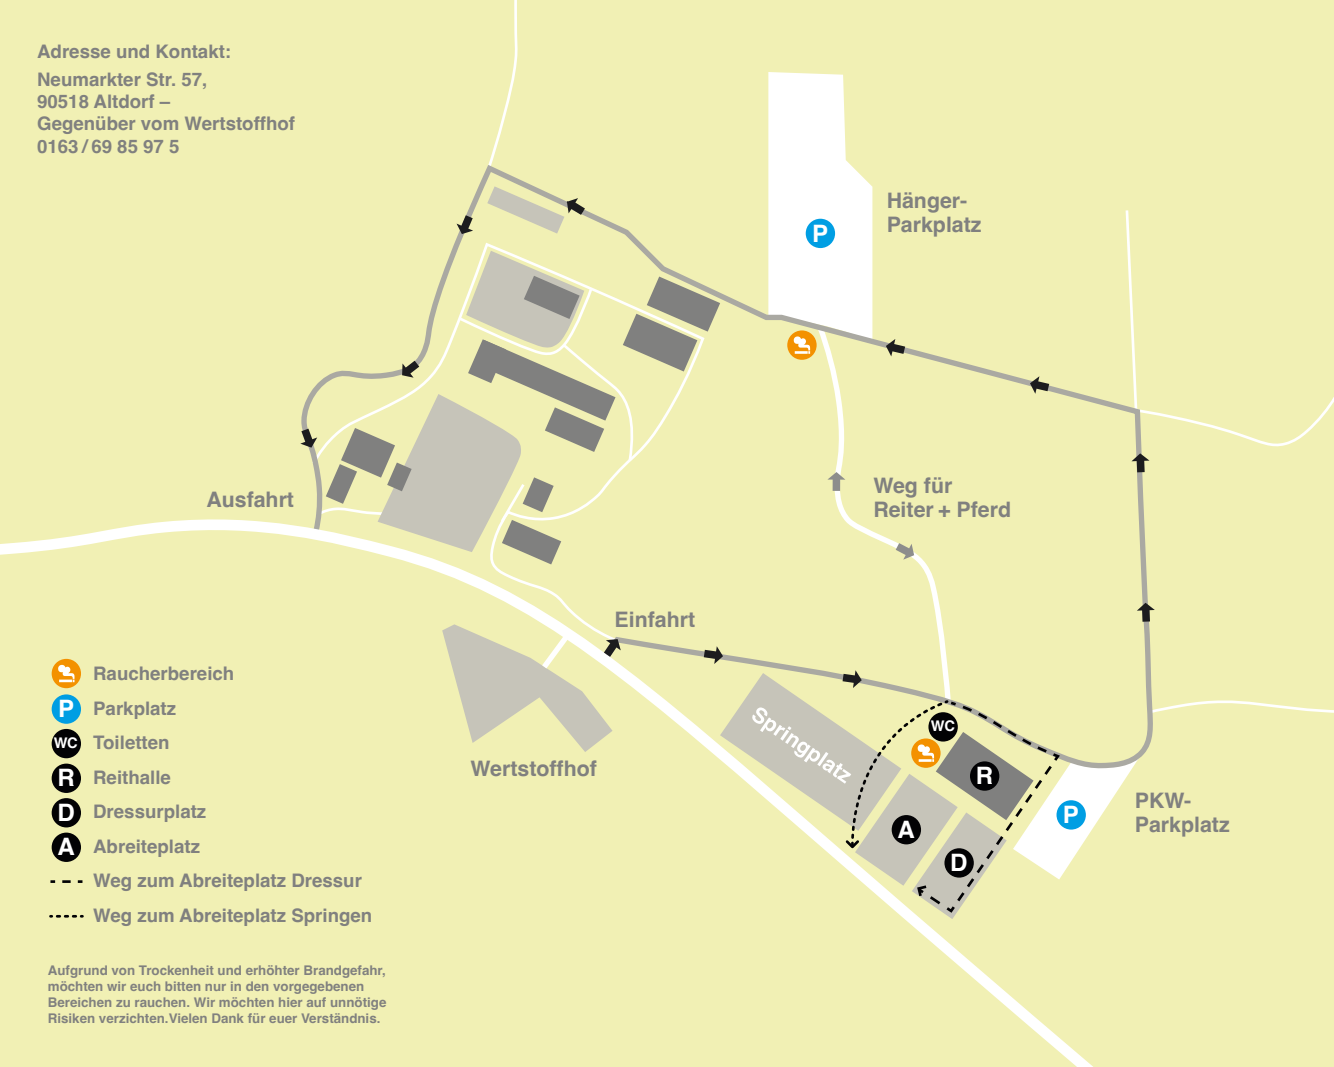 Adresse und Kontakt:
Neumarkter Str. 57,
90518 Altdorf –
Gegenüber vom Wertstoffhof
0163 / 69 85 97 5
Hänger-
Parkplatz
P
Weg für
Reiter + Pferd
Ausfahrt
Einfahrt
Wertstoffhof
Springplatz
WC
R
A
D
P
PKW-
Parkplatz
Raucherbereich
P Parkplatz
WC Toiletten
R Reithalle
D Dressurplatz
A Abreiteplatz
Weg zum Abreiteplatz Dressur
Weg zum Abreiteplatz Springen
Aufgrund von Trockenheit und erhöhter Brandgefahr,
möchten wir euch bitten nur in den vorgegebenen
Bereichen zu rauchen. Wir möchten hier auf unnötige
Risiken verzichten.Vielen Dank für euer Verständnis.